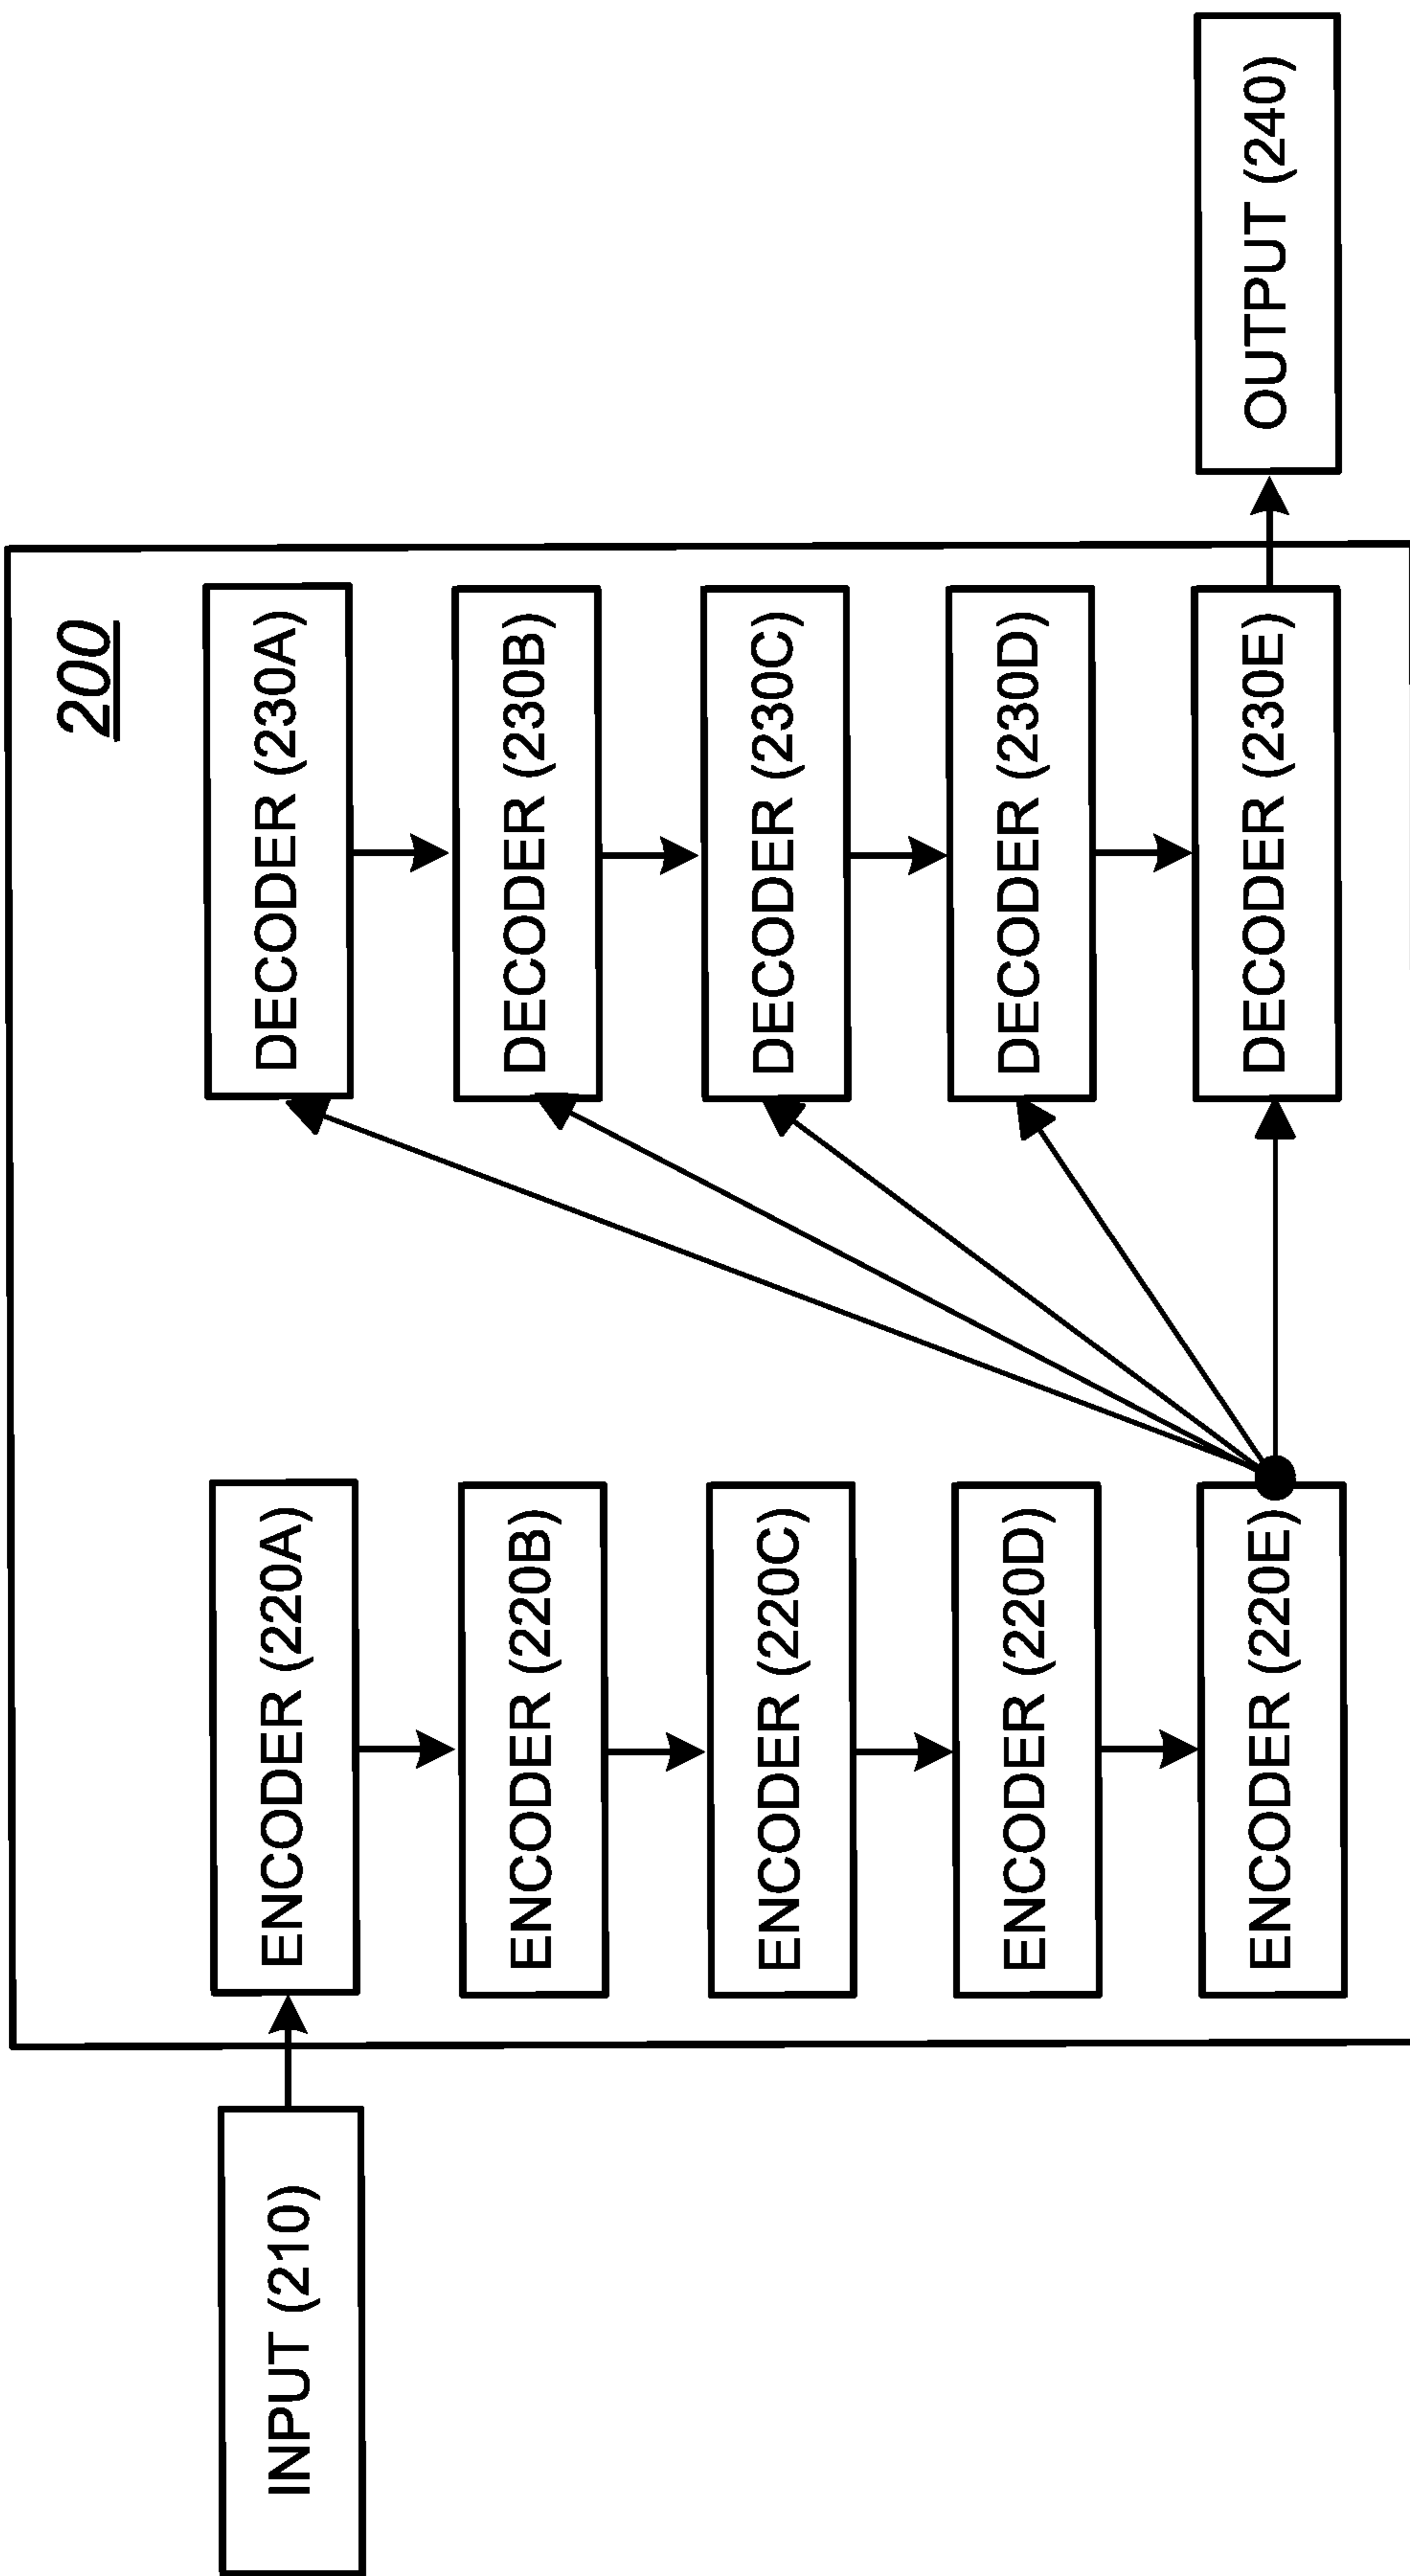 200
INPUT (210)
ENCODER (220A)
ENCODER (220B)
ENCODER (220C)
ENCODER (220D)
ENCODER (220E)
DECODER (230A)
DECODER (230B)
DECODER (230C)
DECODER (230D)
DECODER (230E)
OUTPUT (240)